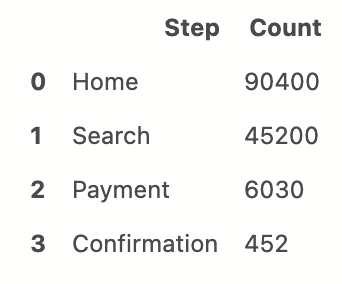 Step Count
0 Home 90400
1 Search 45200
2 Payment 6030
3 Confirmation 452